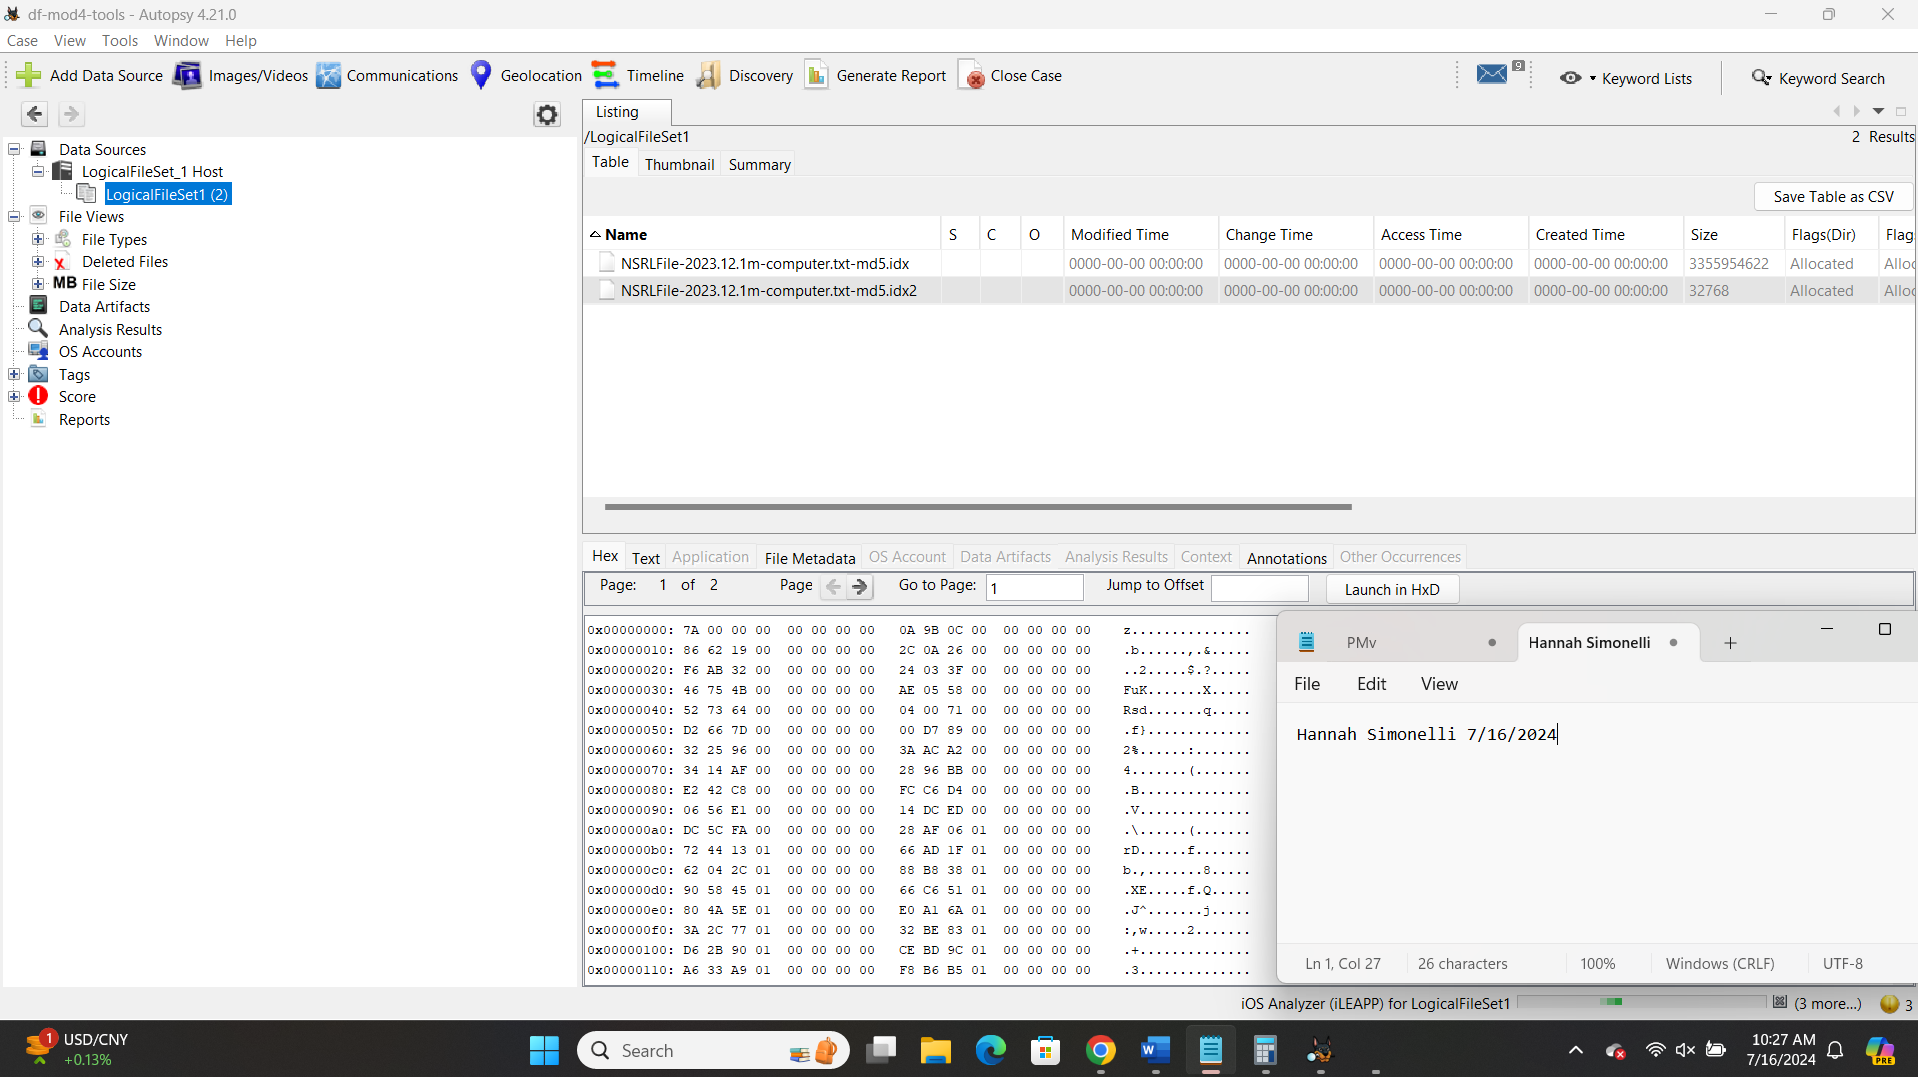 df-mod4-tools - Autopsy 4.21.0
Case View Tools Window Help
Add Data Source Images/Videos Communications Geolocation Timeline Discovery Generate Report Close Case 9 Keyword Lists Keyword Search
Data Sources
LogicalFileSet_1 Host
LogicalFileSet1 (2)
File Views
File Types
Deleted Files
MB File Size
Data Artifacts
Analysis Results
OS Accounts
Tags
Score
Reports
Listing
/LogicalFileSet1 2 Results
Table Thumbnail Summary
Save Table as CSV
Name S C O Modified Time Change Time Access Time Created Time Size Flags(Dir) Flag
NSRLFile-2023.12.1m-computer.txt-md5.idx 0000-00-00 00:00:00 0000-00-00 00:00:00 0000-00-00 00:00:00 0000-00-00 00:00:00 3355954622 Allocated Alloc
NSRLFile-2023.12.1m-computer.txt-md5.idx2 0000-00-00 00:00:00 0000-00-00 00:00:00 0000-00-00 00:00:00 0000-00-00 00:00:00 32768 Allocated Alloc
Hex Text Application File Metadata OS Account Data Artifacts Analysis Results Context Annotations Other Occurrences
Page: 1 of 2 Page Go to Page: 1 Jump to Offset Launch in HxD
0x00000000: 7A 00 00 00 00 00 00 00 0A 9B 0C 00 00 00 00 00 z...............
0x00000010: 86 62 19 00 00 00 00 00 2C 0A 26 00 00 00 00 00 .b......,.&.....
0x00000020: F6 AB 32 00 00 00 00 00 24 03 3F 00 00 00 00 00 ..2.....$.?.....
0x00000030: 46 75 4B 00 00 00 00 00 AE 05 58 00 00 00 00 00 FuK.......X.....
0x00000040: 52 73 64 00 00 00 00 00 04 00 71 00 00 00 00 00 Rsd.......q.....
0x00000050: D2 66 7D 00 00 00 00 00 00 D7 89 00 00 00 00 00 .f}.............
0x00000060: 32 25 96 00 00 00 00 00 3A AC A2 00 00 00 00 00 2%......:.......
0x00000070: 34 14 AF 00 00 00 00 00 28 96 BB 00 00 00 00 00 4.......(.......
0x00000080: E2 42 C8 00 00 00 00 00 FC C6 D4 00 00 00 00 00 .B..............
0x00000090: 06 56 E1 00 00 00 00 00 14 DC ED 00 00 00 00 00 .V..............
0x000000a0: DC 5C FA 00 00 00 00 00 28 AF 06 01 00 00 00 00 .\......(.......
0x000000b0: 72 44 13 01 00 00 00 00 66 AD 1F 01 00 00 00 00 rD......f.......
0x000000c0: 62 04 2C 01 00 00 00 00 88 B8 38 01 00 00 00 00 b.,.......8.....
0x000000d0: 90 58 45 01 00 00 00 00 66 C6 51 01 00 00 00 00 .XE.....f.Q.....
0x000000e0: 80 4A 5E 01 00 00 00 00 E0 A1 6A 01 00 00 00 00 .J^.......j.....
0x000000f0: 3A 2C 77 01 00 00 00 00 32 BE 83 01 00 00 00 00 :,w.....2.......
0x00000100: D6 2B 90 01 00 00 00 00 CE BD 9C 01 00 00 00 00 .+..............
0x00000110: A6 33 A9 01 00 00 00 00 F8 B6 B5 01 00 00 00 00 .3..............
PMv Hannah Simonelli
File Edit View
Hannah Simonelli 7/16/2024
Ln 1, Col 27 26 characters 100% Windows (CRLF) UTF-8
iOS Analyzer (iLEAPP) for LogicalFileSet1 (3 more...) 3
1 USD/CNY
+0.13%
Search
10:27 AM
7/16/2024
PRE